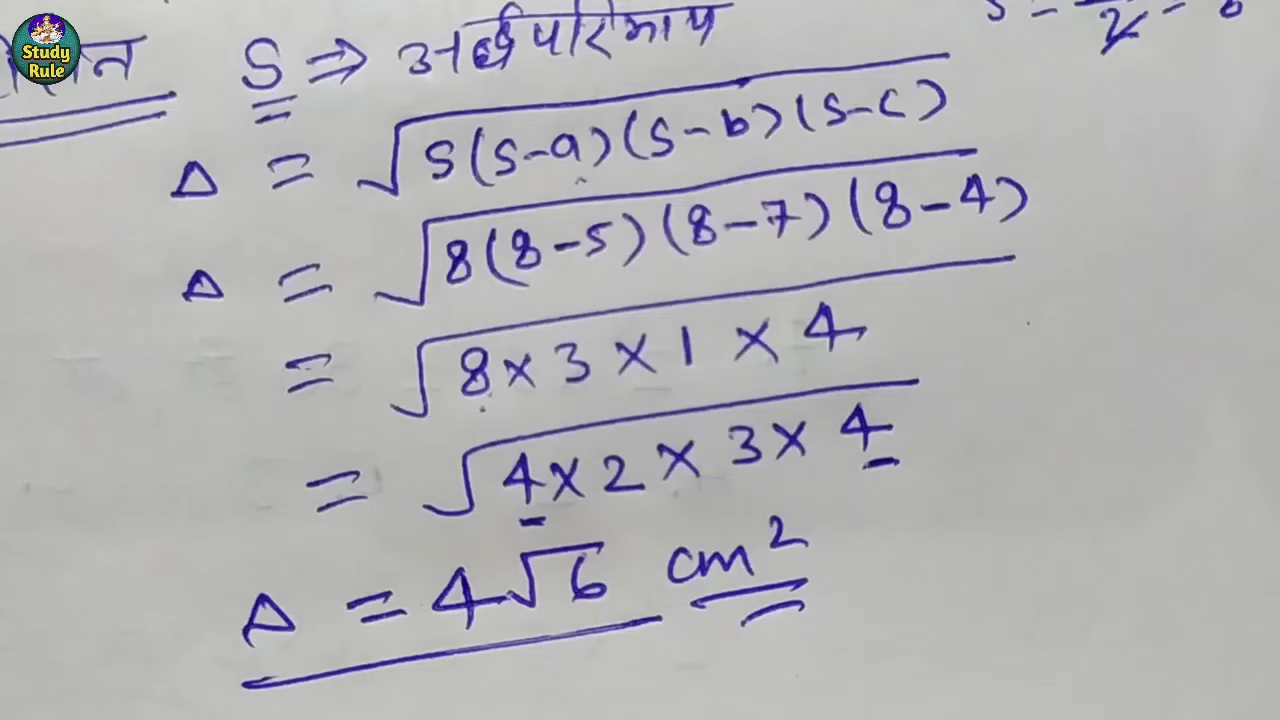 Study
Rule
S ⇒ अर्धपरिमाप
Δ = √S(S-a)(S-b)(S-c)
Δ = √8(8-5)(8-7)(8-4)
= √8×3×1×4
= √4×2×3×4
Δ = 4√6 cm²